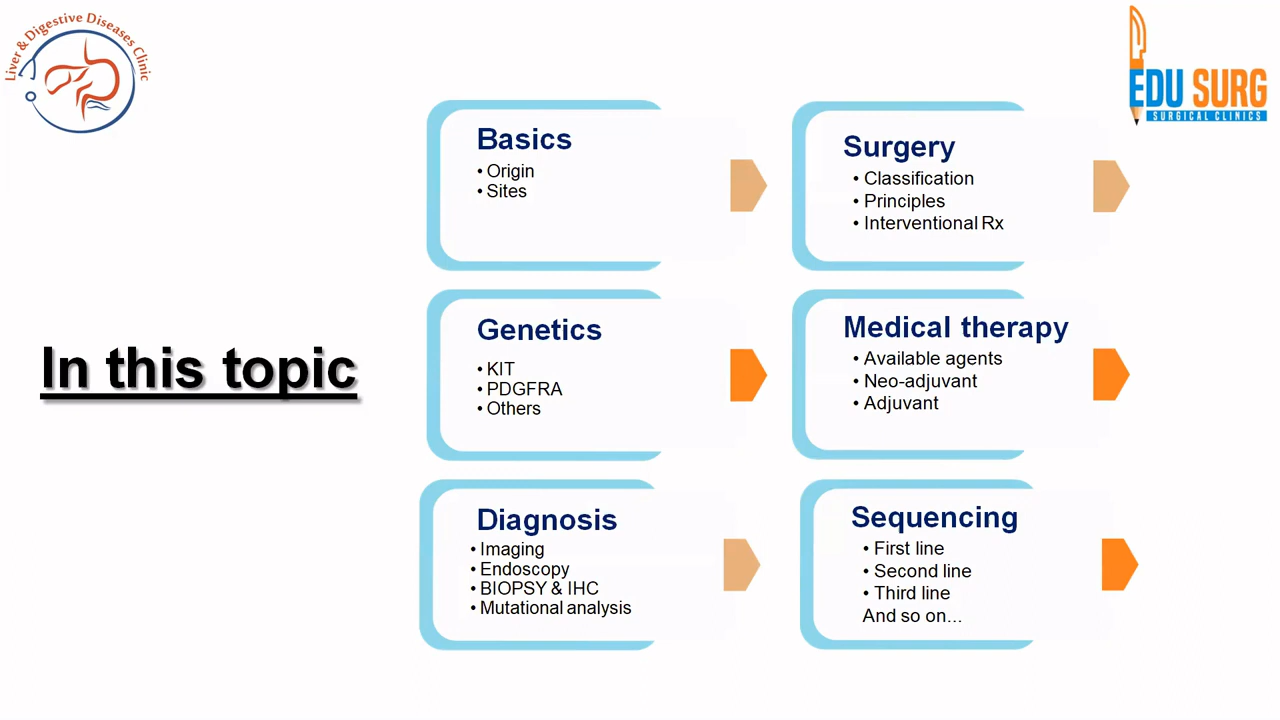 Liver & Digestive Diseases Clinic
EDU SURG
SURGICAL CLINICS
In this topic
Basics
• Origin
• Sites
Genetics
• KIT
• PDGFRA
• Others
Diagnosis
• Imaging
• Endoscopy
• BIOPSY & IHC
• Mutational analysis
Surgery
• Classification
• Principles
• Interventional Rx
Medical therapy
• Available agents
• Neo-adjuvant
• Adjuvant
Sequencing
• First line
• Second line
• Third line
And so on...